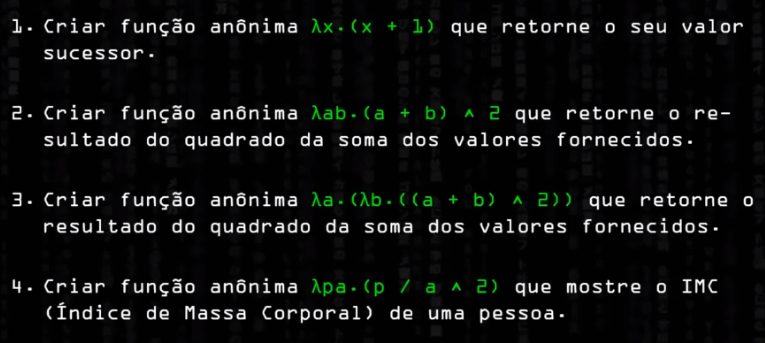 1. Criar função anônima λx.(x + 1) que retorne o seu valor
sucessor.
2. Criar função anônima λab.(a + b) ^ 2 que retorne o re-
sultado do quadrado da soma dos valores fornecidos.
3. Criar função anônima λa.(λb.((a + b) ^ 2)) que retorne o
resultado do quadrado da soma dos valores fornecidos.
4. Criar função anônima λpa.(p / a ^ 2) que mostre o IMC
(Índice de Massa Corporal) de uma pessoa.